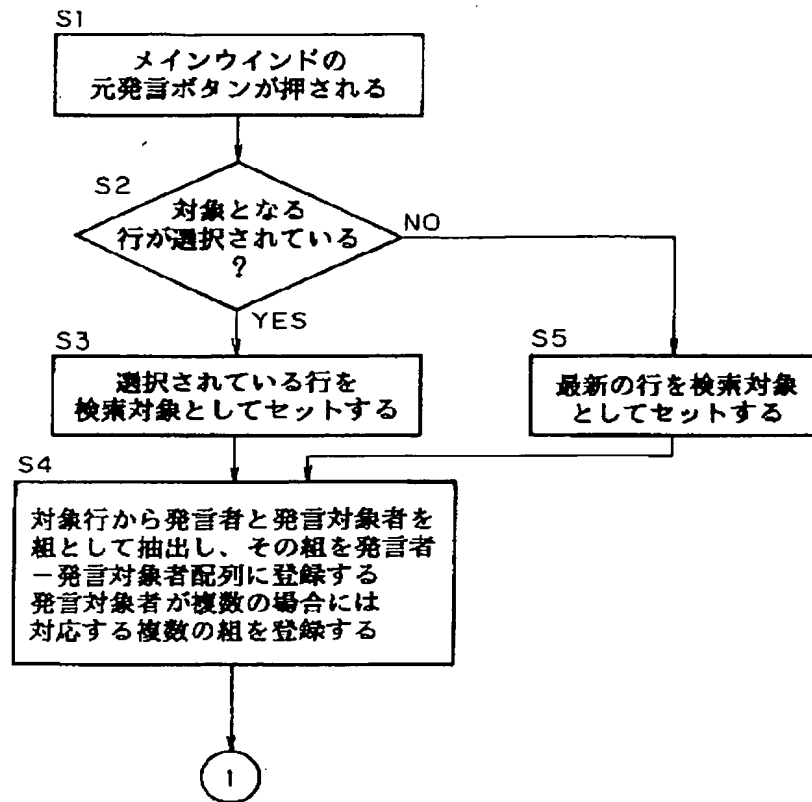 S1
メインウインドの
元発言ボタンが押される
S2
対象となる
行が選択されている
?
NO
YES
S3
選択されている行を
検索対象としてセットする
S5
最新の行を検索対象
としてセットする
S4
対象行から発言者と発言対象者を
組として抽出し、その組を発言者
－発言対象者配列に登録する
発言対象者が複数の場合には
対応する複数の組を登録する
1